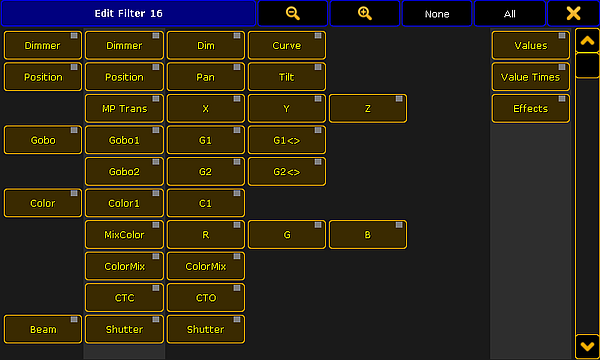 Edit Filter 16 None All
Dimmer Dimmer Dim Curve Values
Position Position Pan Tilt Value Times
MP Trans X Y Z Effects
Gobo Gobo1 G1 G1<>
Gobo2 G2 G2<>
Color Color1 C1
MixColor R G B
ColorMix ColorMix
CTC CTO
Beam Shutter Shutter